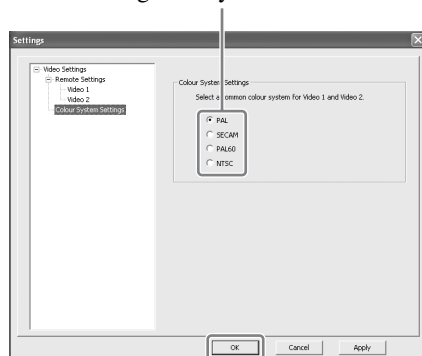 Settings
Video Settings
Remote Settings
Video 1
Video 2
Colour System Settings
Colour System Settings
Select a common colour system for Video 1 and Video 2.
PAL
SECAM
PAL60
NTSC
OK
Cancel
Apply